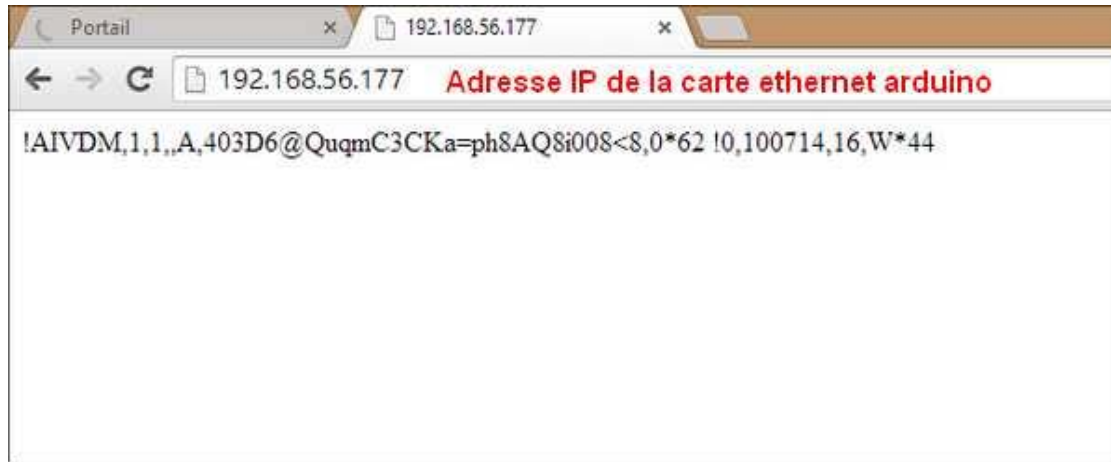 Portail
192.168.56.177
192.168.56.177 Adresse IP de la carte ethernet arduino
!AIVDM,1,1,,A,403D6@QuqmC3CKa=ph8AQ8i008<8,0*62 !0,100714,16,W*44